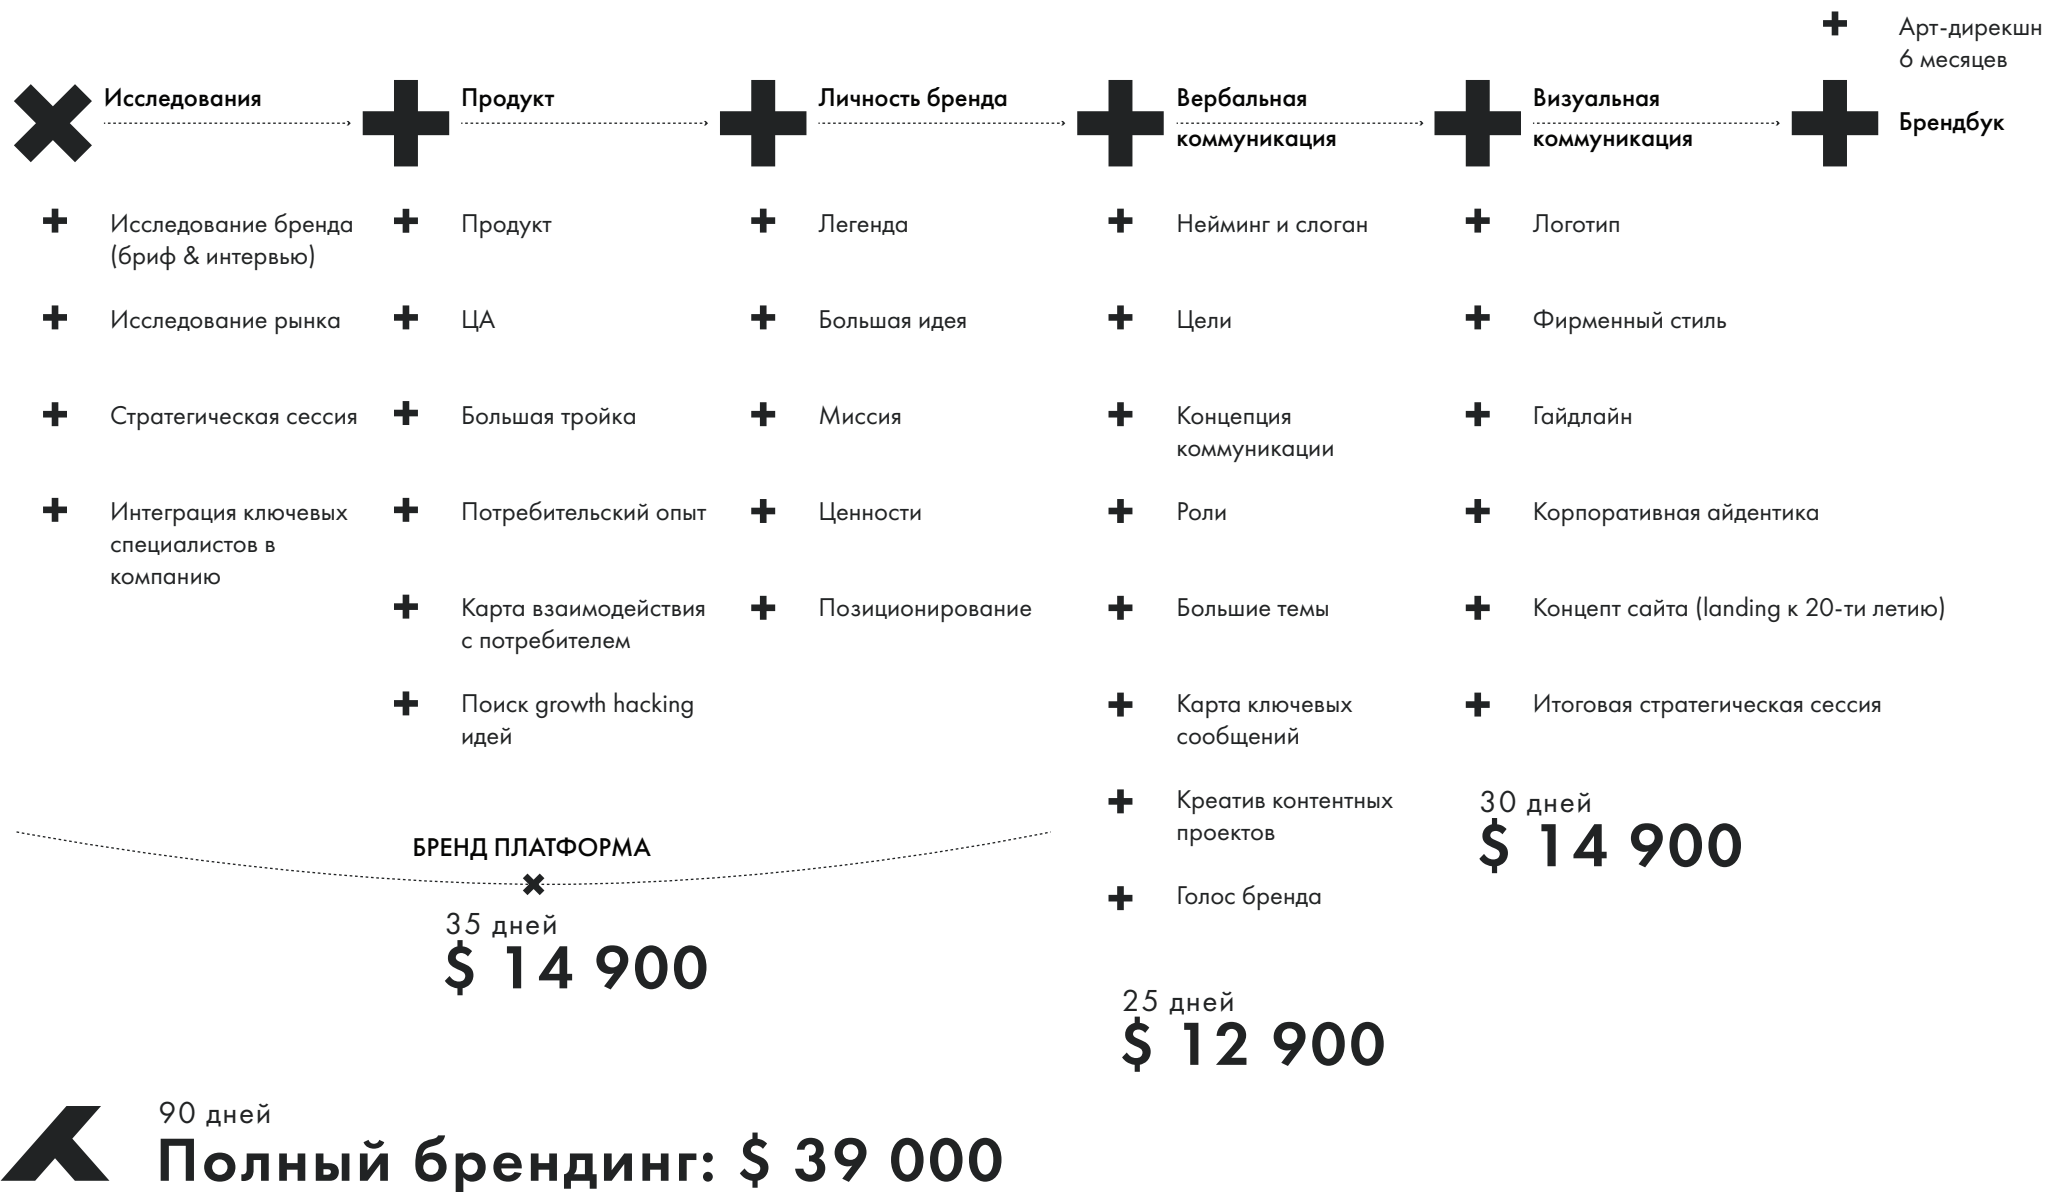 Арт-дирекшн
6 месяцев
Исследования
Продукт
Личность бренда
Вербальная
коммуникация
Визуальная
коммуникация
Брендбук
Исследование бренда
(бриф & интервью)
Исследование рынка
Стратегическая сессия
Интеграция ключевых
специалистов в
компанию
Продукт
ЦА
Большая тройка
Потребительский опыт
Карта взаимодействия
с потребителем
Поиск growth hacking
идей
Легенда
Большая идея
Миссия
Ценности
Позиционирование
БРЕНД ПЛАТФОРМА
35 дней
$ 14 900
Нейминг и слоган
Цели
Концепция
коммуникации
Роли
Большие темы
Карта ключевых
сообщений
Креатив контентных
проектов
Голос бренда
25 дней
$ 12 900
Логотип
Фирменный стиль
Гайдлайн
Корпоративная айдентика
Концепт сайта (landing к 20-ти летию)
Итоговая стратегическая сессия
30 дней
$ 14 900
90 дней
Полный брендинг: $ 39 000